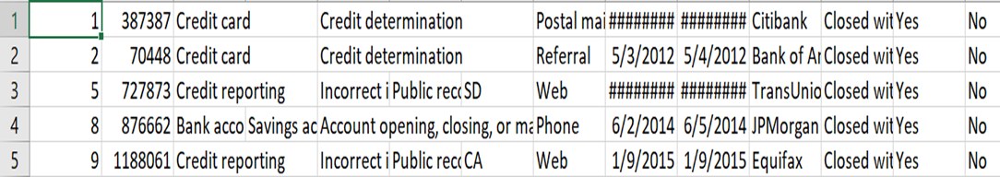 1 1 387387 Credit card Credit determination Postal mai ######## ######## Citibank Closed wit Yes No
2 2 70448 Credit card Credit determination Referral 5/3/2012 5/4/2012 Bank of Ar Closed wit Yes No
3 5 727873 Credit reporting Incorrect i Public reco SD Web ######## ######## TransUnio Closed wit Yes No
4 8 876662 Bank acco Savings ac Account opening, closing, or ma Phone 6/2/2014 6/5/2014 JPMorgan Closed wit Yes No
5 9 1188061 Credit reporting Incorrect i Public reco CA Web 1/9/2015 1/9/2015 Equifax Closed wit Yes No